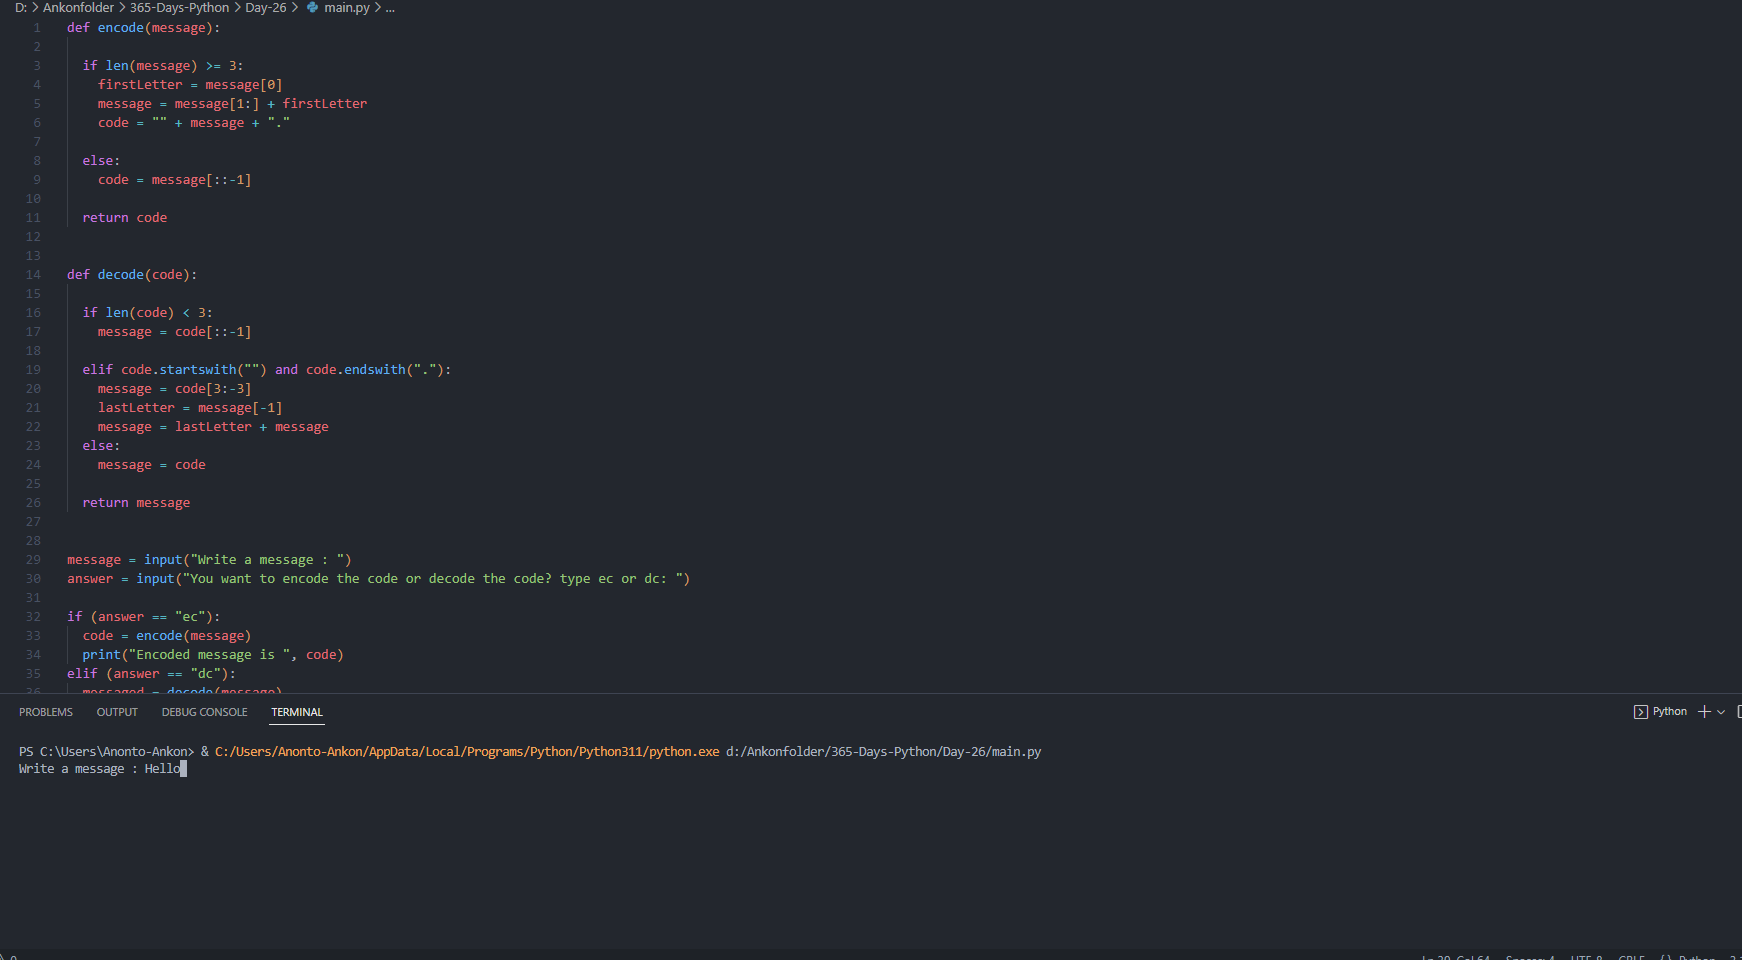 D: > Ankonfolder > 365-Days-Python > Day-26 > main.py > ...
1 def encode(message):
2
3 if len(message) >= 3:
4 firstLetter = message[0]
5 message = message[1:] + firstLetter
6 code = "" + message + "."
7
8 else:
9 code = message[::-1]
10
11 return code
12
13
14 def decode(code):
15
16 if len(code) < 3:
17 message = code[::-1]
18
19 elif code.startswith("") and code.endswith("."):
20 message = code[3:-3]
21 lastLetter = message[-1]
22 message = lastLetter + message
23 else:
24 message = code
25
26 return message
27
28
29 message = input("Write a message : ")
30 answer = input("You want to encode the code or decode the code? type ec or dc: ")
31
32 if (answer == "ec"):
33 code = encode(message)
34 print("Encoded message is ", code)
35 elif (answer == "dc"):
36 messaged = decode(message)
PROBLEMS OUTPUT DEBUG CONSOLE TERMINAL Python
PS C:\Users\Anonto-Ankon> & C:/Users/Anonto-Ankon/AppData/Local/Programs/Python/Python311/python.exe d:/Ankonfolder/365-Days-Python/Day-26/main.py
Write a message : Hello